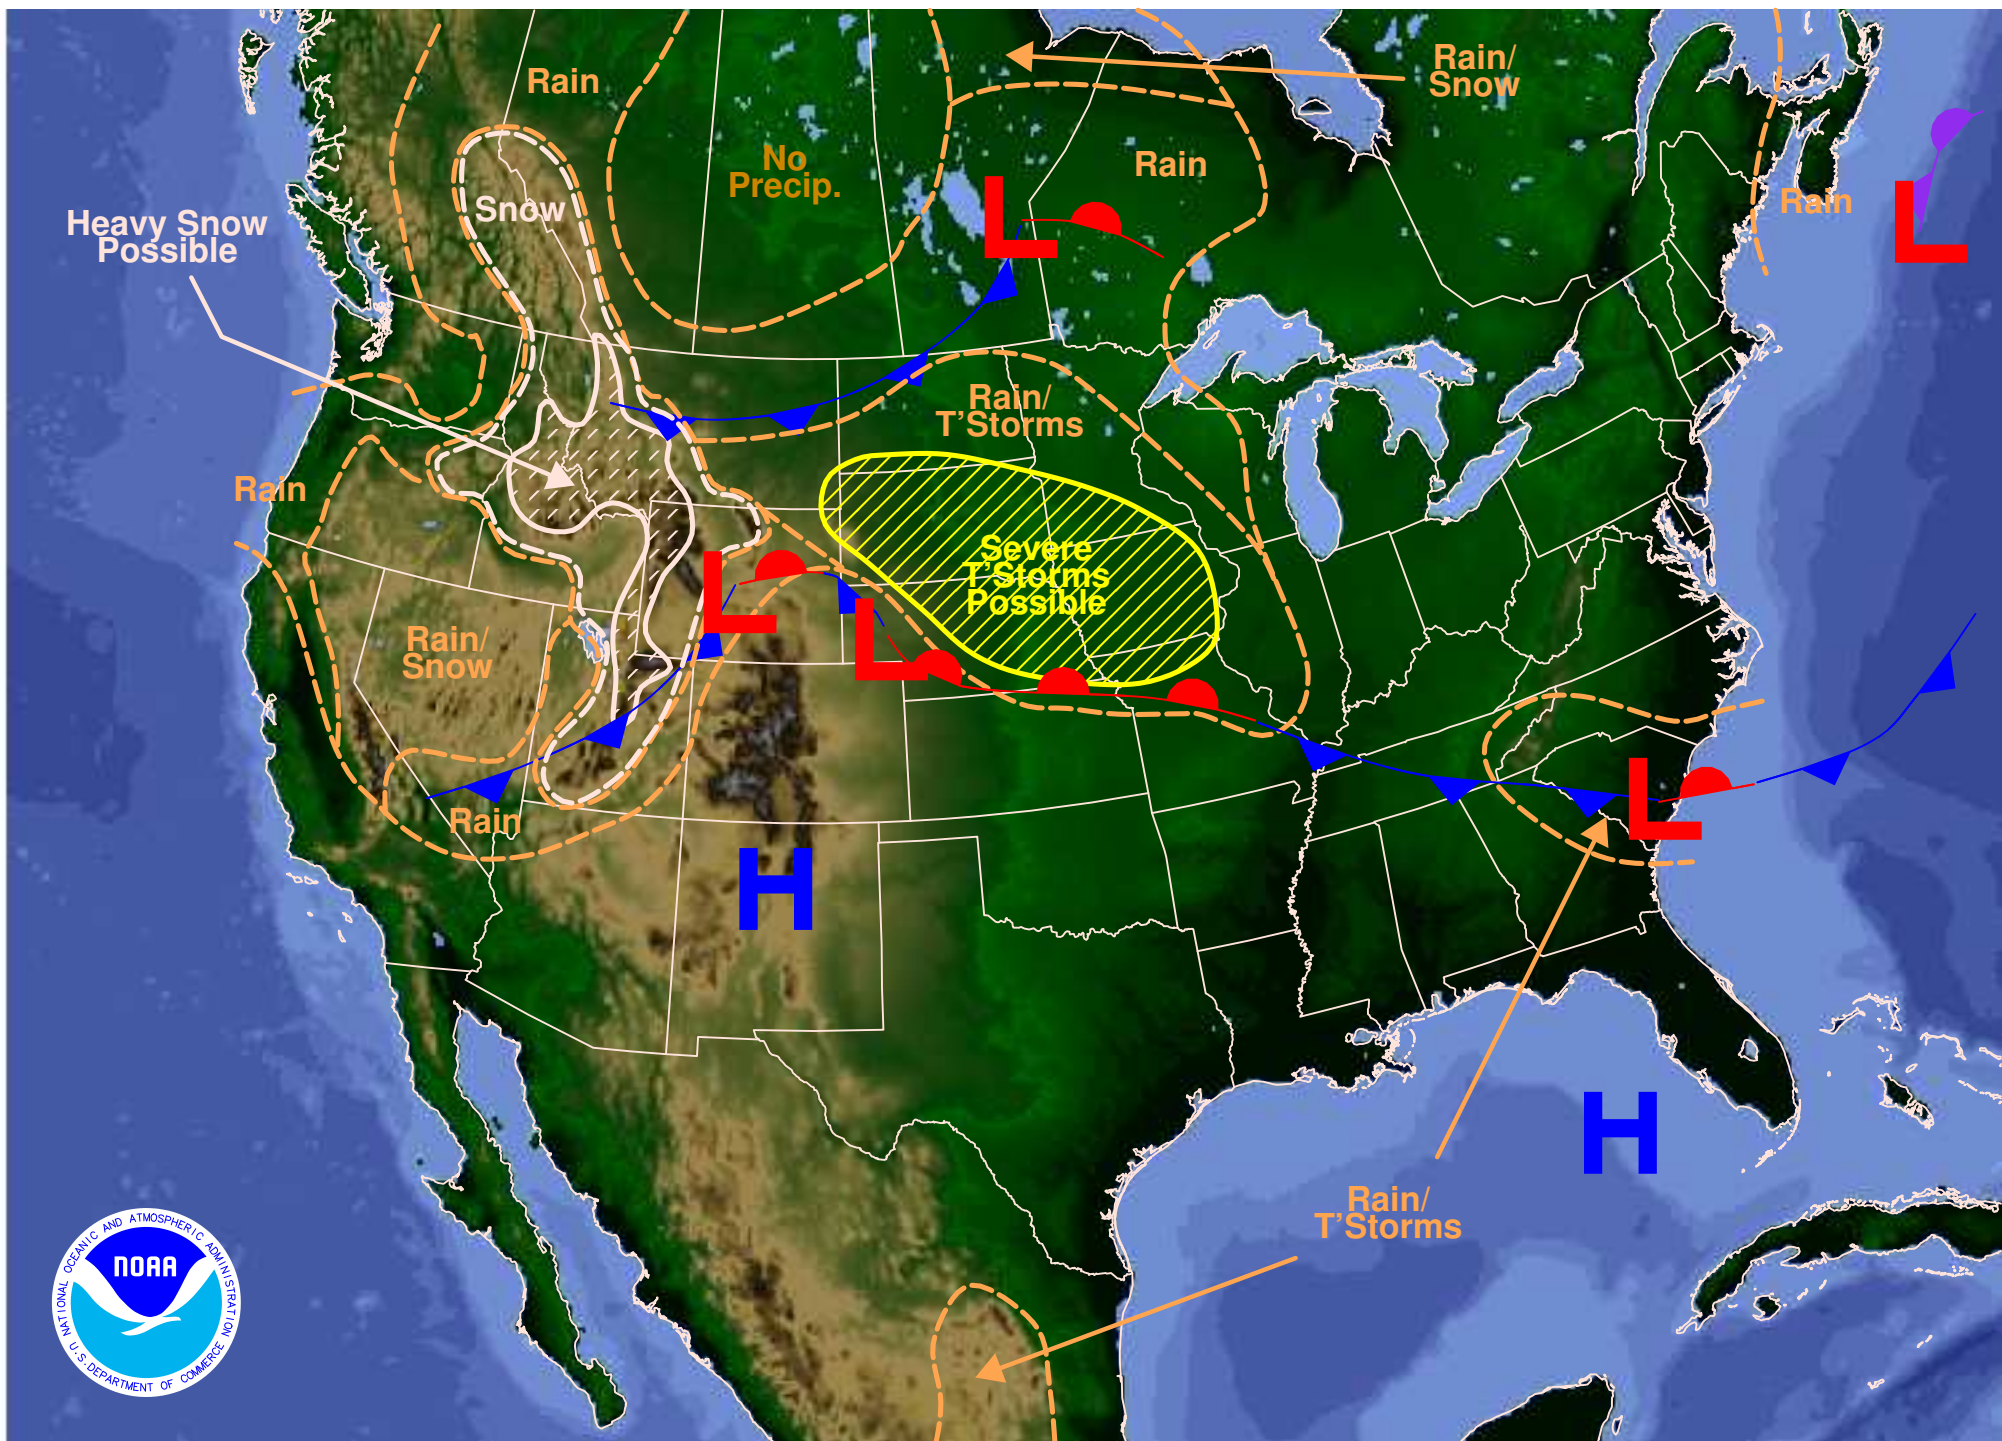 Rain
Rain/
Snow
No
Precip.
Rain
L
Snow
Rain
L
Heavy Snow
Possible
Rain/
T'Storms
Rain
Severe
T'Storms
Possible
L
L
Rain/
Snow
Rain
L
H
H
Rain/
T'Storms
NATIONAL OCEANIC AND ATMOSPHERIC ADMINISTRATION
NOAA
U.S. DEPARTMENT OF COMMERCE